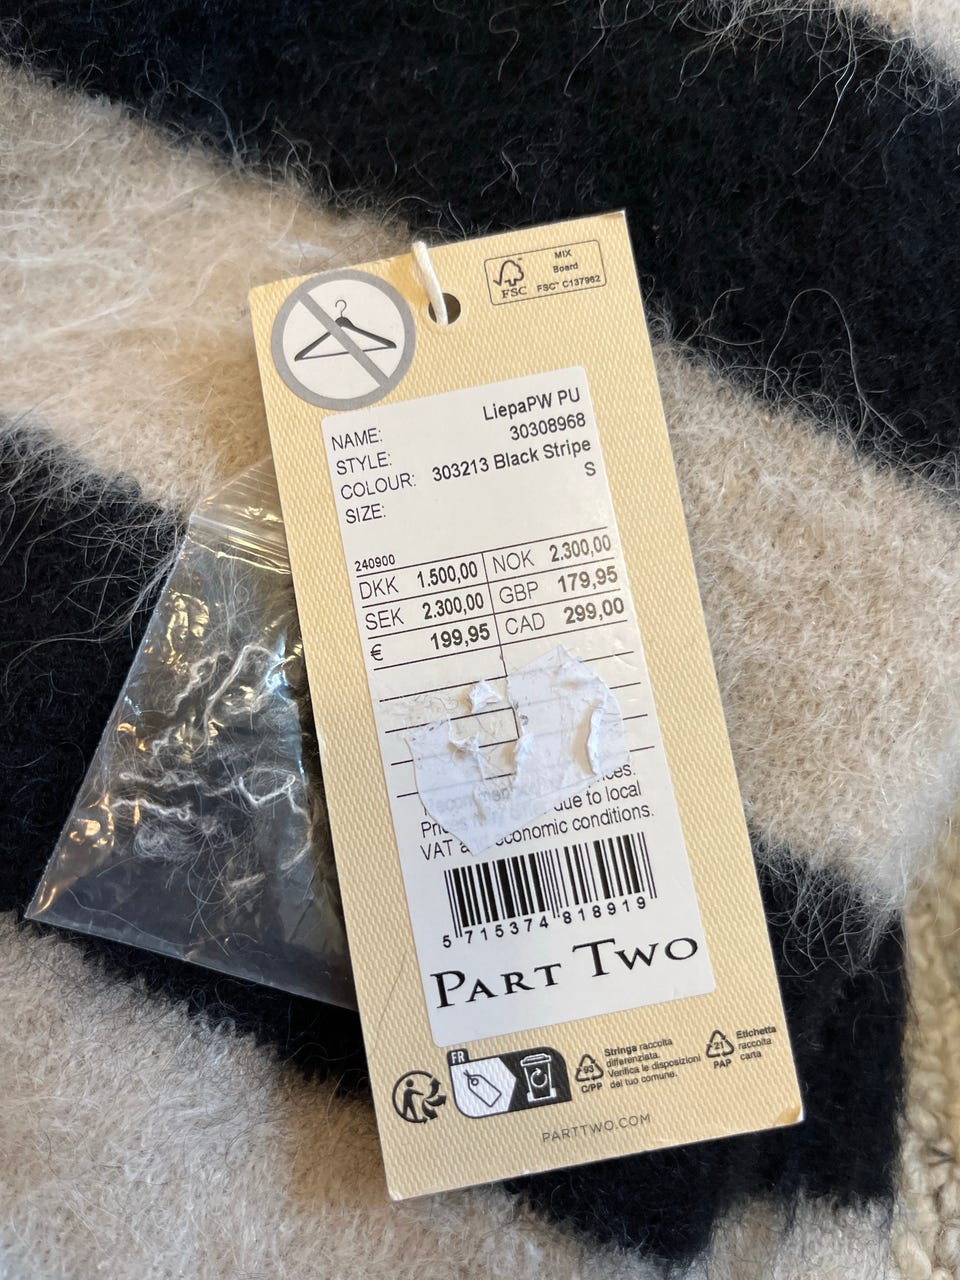 MIX
Board
FSC™ C137962
FSC
NAME: LiepaPW PU
STYLE: 30308968
COLOUR: 303213 Black Stripe
SIZE: S
240900
DKK 1.500,00 NOK 2.300,00
SEK 2.300,00 GBP 179,95
€ 199,95 CAD 299,00
due to local
VAT economic conditions.
5 715374 818919
PART TWO
FR
93
C/PP
Stringa raccolta
differenziata.
Verifica le disposizioni
del tuo comune.
21
PAP
Etichetta
raccolta
carta
PARTTWO.COM